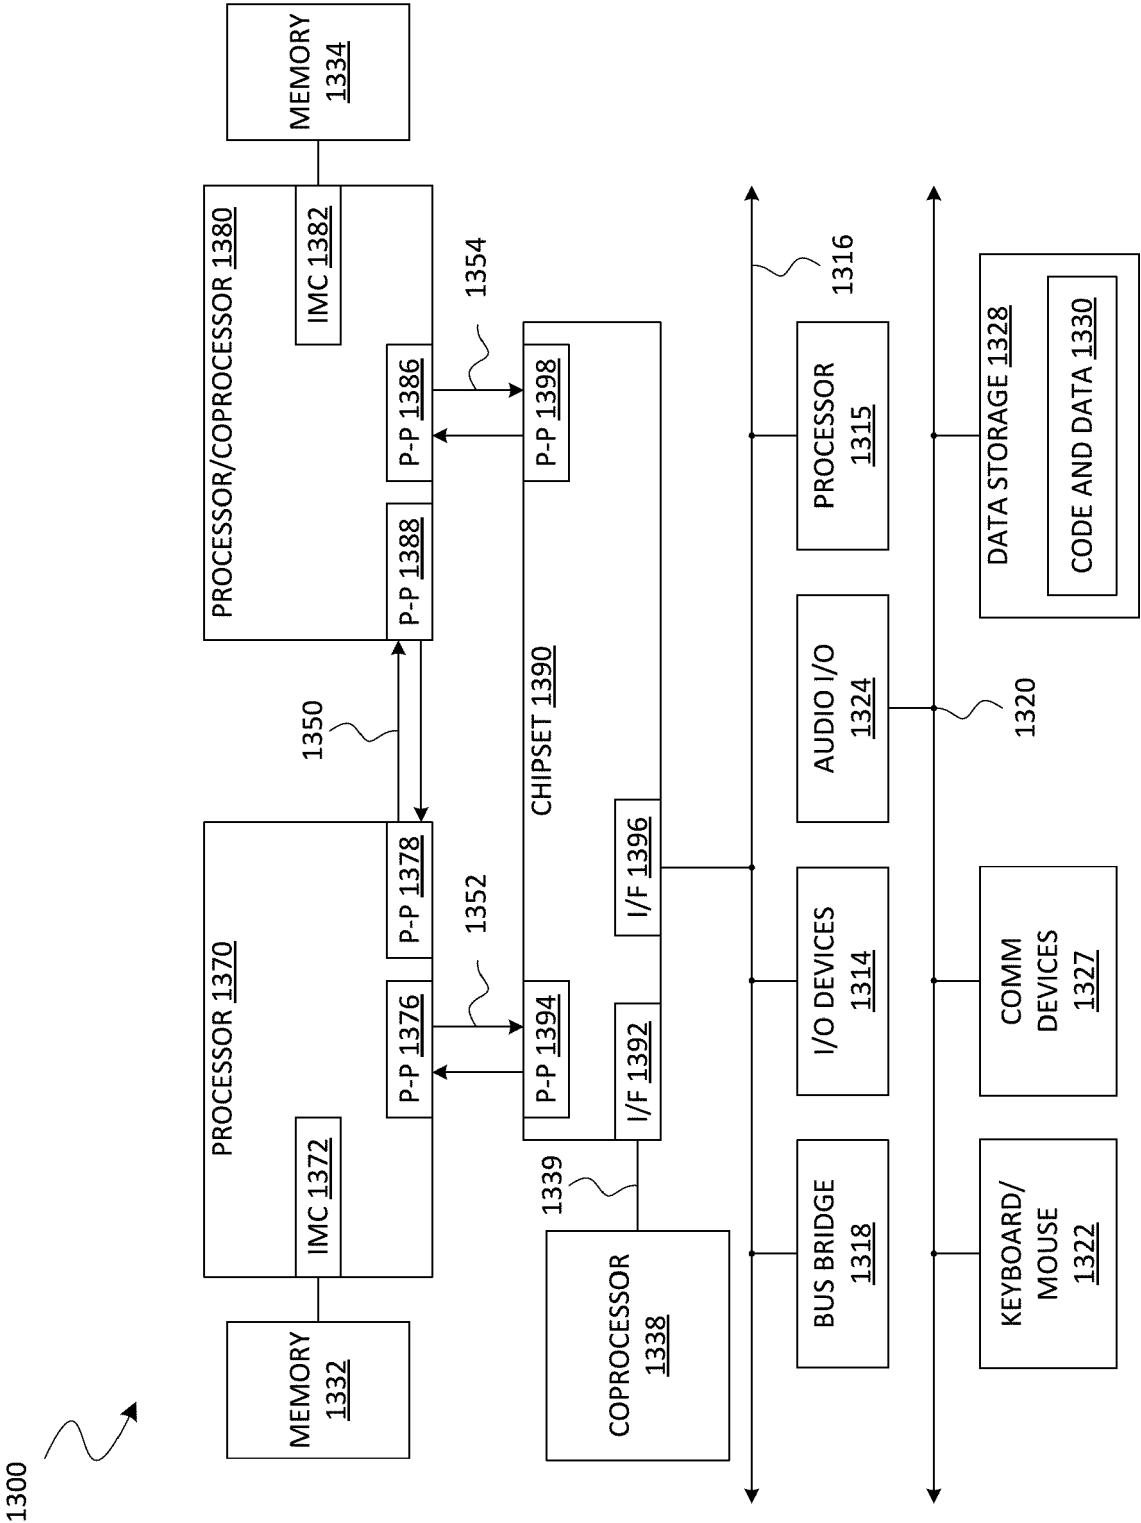 1300
MEMORY
1332
PROCESSOR 1370
IMC 1372
P-P 1376
P-P 1378
1350
PROCESSOR/COPROCESSOR 1380
IMC 1382
P-P 1388
P-P 1386
MEMORY
1334
1352
1354
COPROCESSOR
1338
1339
CHIPSET 1390
P-P 1394
P-P 1398
I/F 1392
I/F 1396
1316
BUS BRIDGE
1318
I/O DEVICES
1314
AUDIO I/O
1324
PROCESSOR
1315
1320
KEYBOARD/
MOUSE
1322
COMM
DEVICES
1327
DATA STORAGE 1328
CODE AND DATA 1330